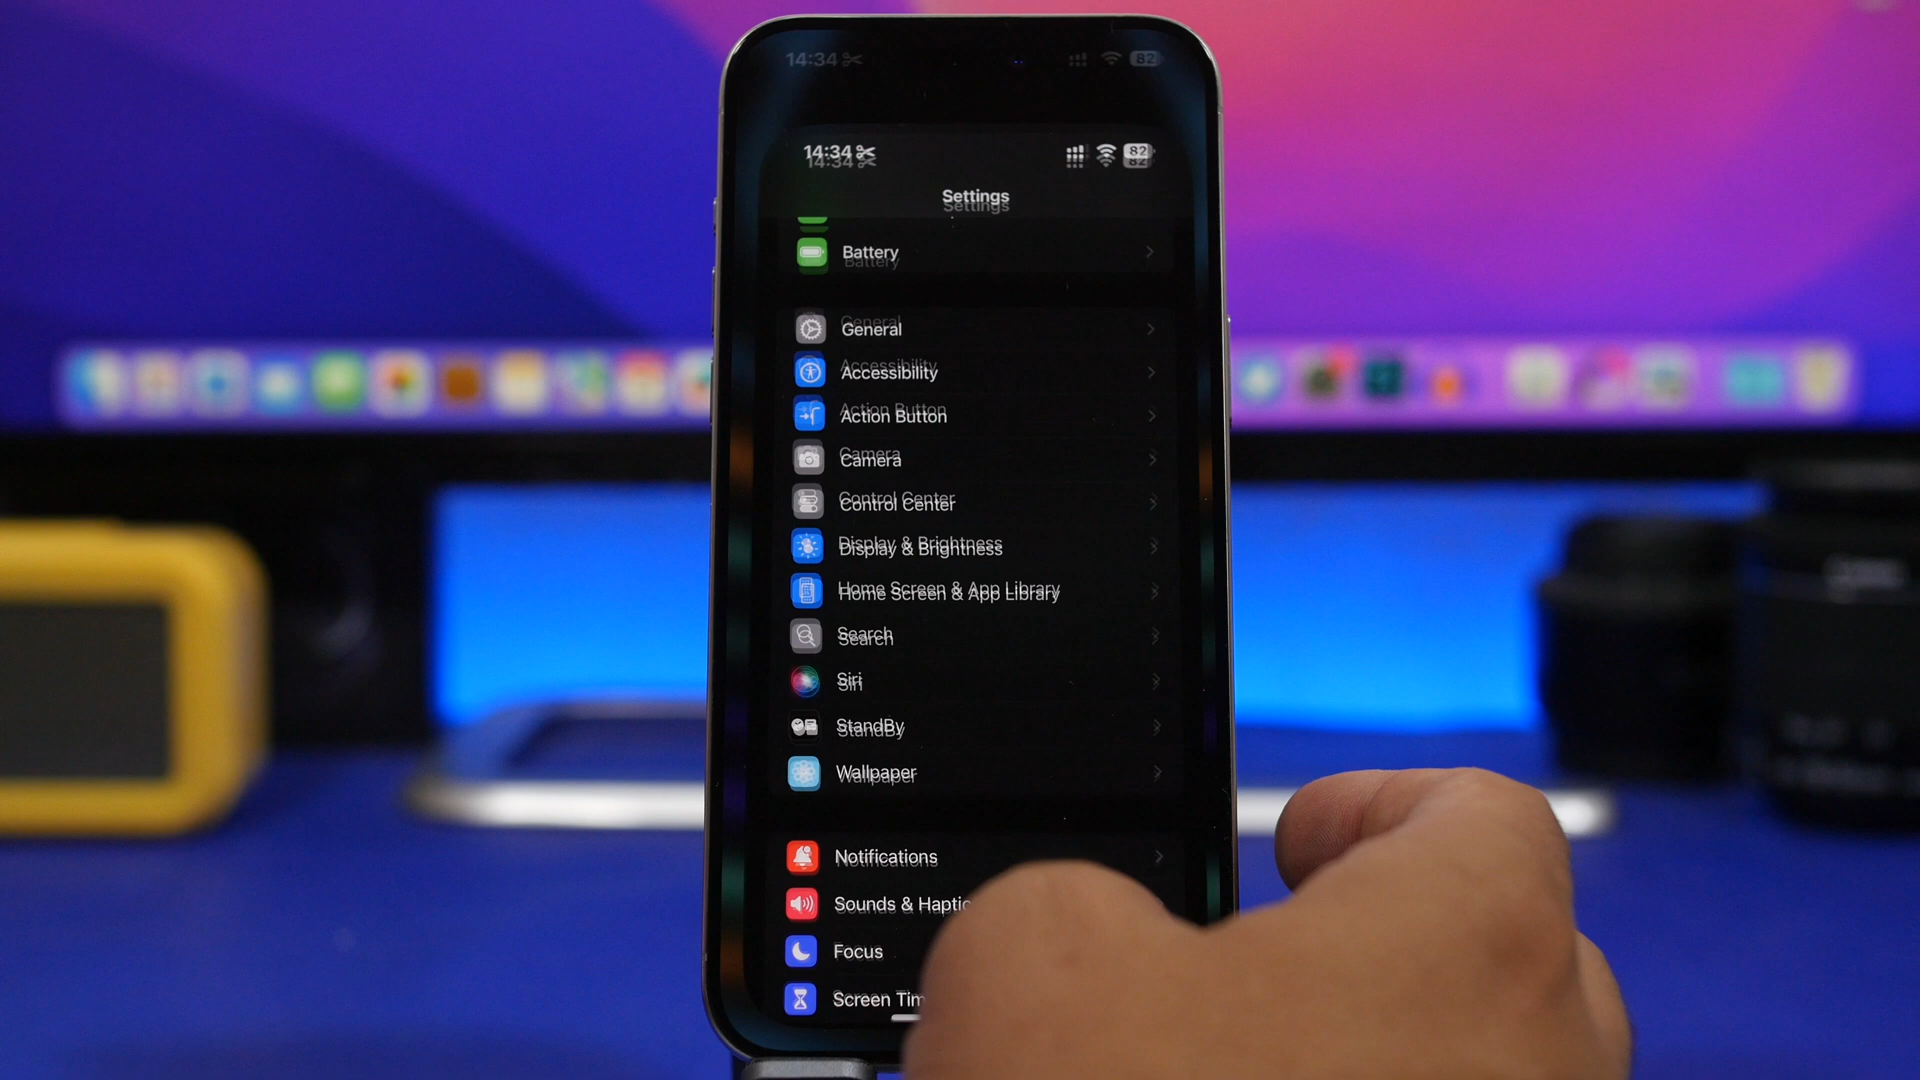 14:34 82
14:34 82
Settings
Battery
General
Accessibility
Action Button
Camera
Control Center
Display & Brightness
Home Screen & App Library
Search
Siri
StandBy
Wallpaper
Notifications
Sounds & Haptic
Focus
Screen Tim